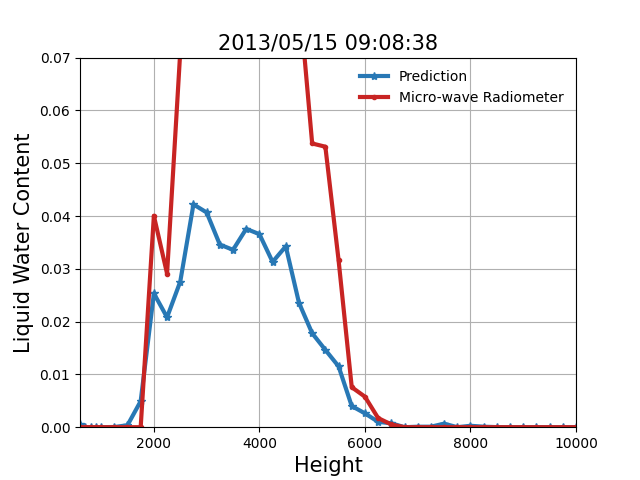 2013/05/15 09:08:38
0.07
0.06
0.05
0.04
0.03
0.02
0.01
0.00
Liquid Water Content
Prediction
Micro-wave Radiometer
2000 4000 6000 8000 10000
Height